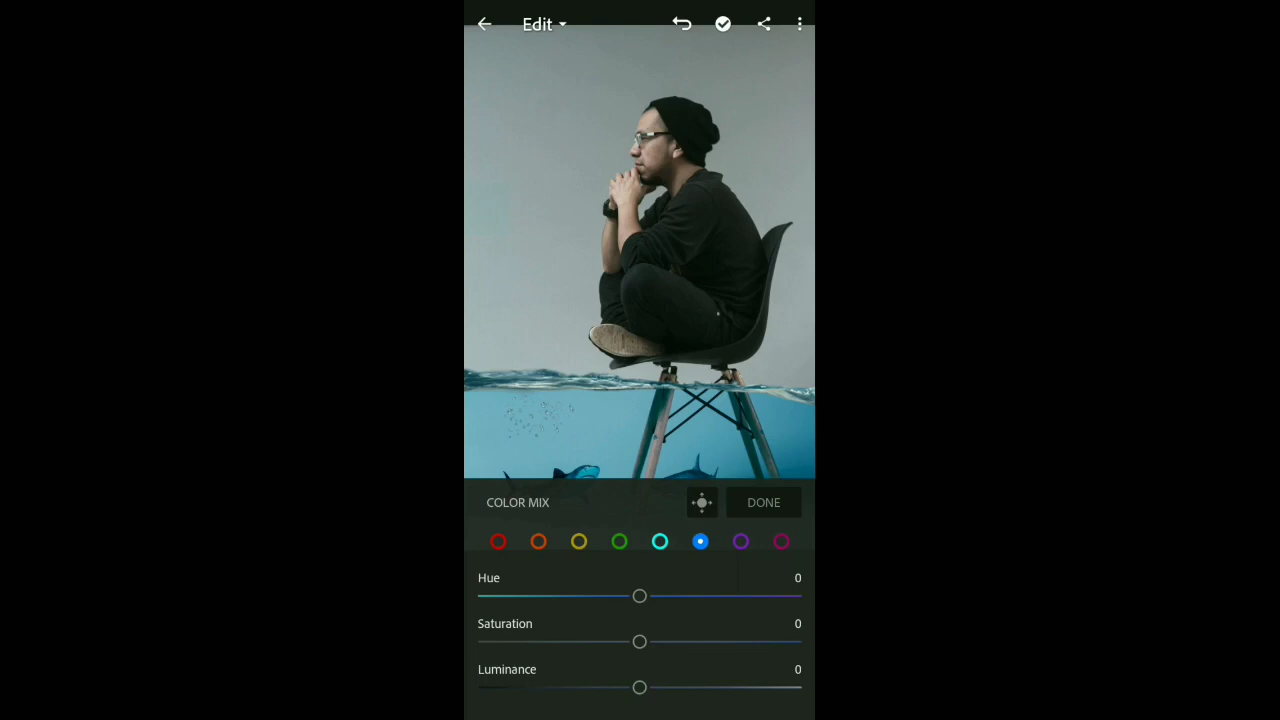 Edit
COLOR MIX
DONE
Hue 0
Saturation 0
Luminance 0